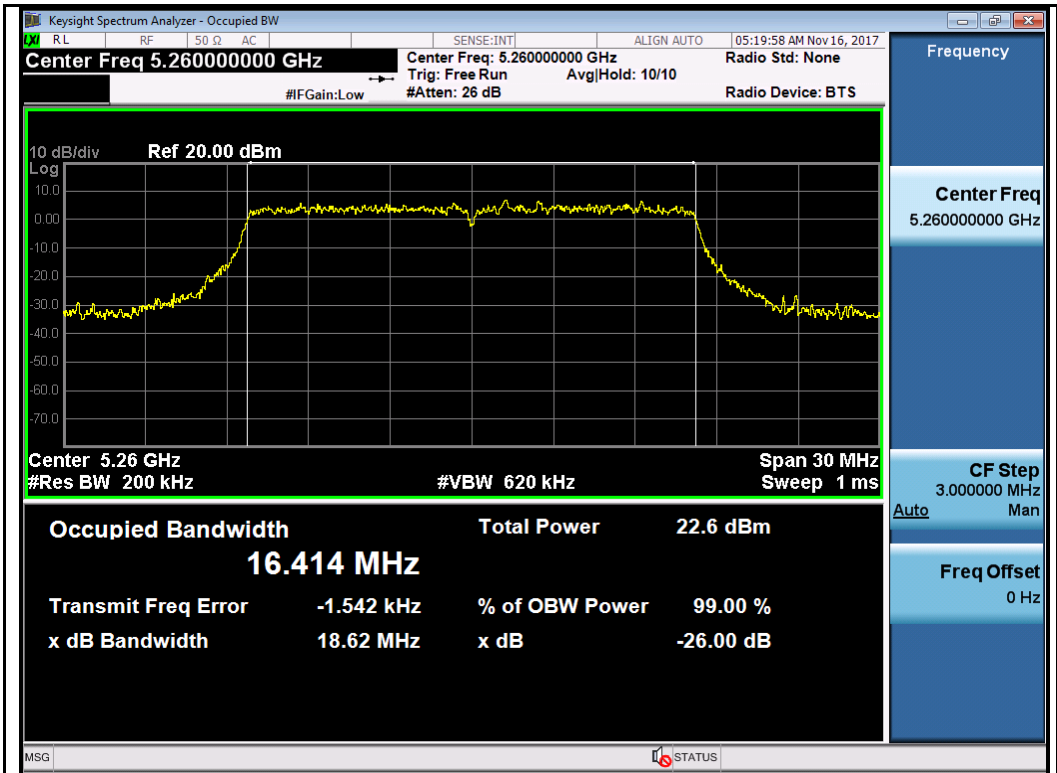 Keysight Spectrum Analyzer - Occupied BW
LXI RL RF 50 Ω AC SENSE:INT ALIGN AUTO 05:19:58 AM Nov 16, 2017
Center Freq 5.260000000 GHz
Center Freq: 5.260000000 GHz Radio Std: None
Trig: Free Run Avg|Hold: 10/10
#IFGain:Low #Atten: 26 dB Radio Device: BTS
10 dB/div Ref 20.00 dBm
Log
10.0
0.00
-10.0
-20.0
-30.0
-40.0
-50.0
-60.0
-70.0
Center 5.26 GHz Span 30 MHz
#Res BW 200 kHz #VBW 620 kHz Sweep 1 ms
Occupied Bandwidth Total Power 22.6 dBm
16.414 MHz
Transmit Freq Error -1.542 kHz % of OBW Power 99.00 %
x dB Bandwidth 18.62 MHz x dB -26.00 dB
Frequency
Center Freq
5.260000000 GHz
CF Step
3.000000 MHz
Auto Man
Freq Offset
0 Hz
MSG STATUS